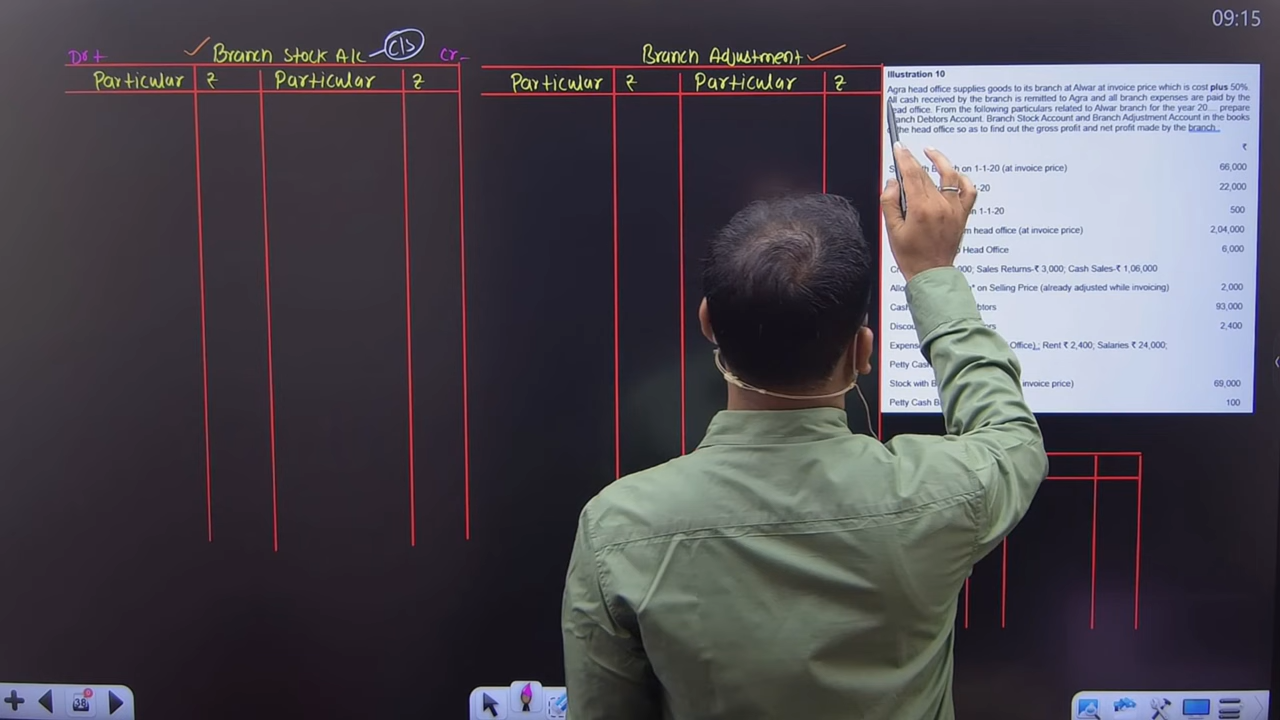 09:15
Dr + Branch Stock A/c C/S Cr -
Particular ₹ Particular ₹
Branch Adjustment
Particular ₹ Particular ₹
Illustration 10
Agra head office supplies goods to its branch at Alwar at invoice price which is cost plus 50%.
All cash received by the branch is remitted to Agra and all branch expenses are paid by the
head office. From the following particulars related to Alwar branch for the year 20... prepare
Branch Debtors Account. Branch Stock Account and Branch Adjustment Account in the books
the head office so as to find out the gross profit and net profit made by the branch..
₹
on 1-1-20 (at invoice price) 66,000
22,000
1-1-20 500
head office (at invoice price) 2,04,000
Head Office 6,000
Sales Returns-₹ 3,000; Cash Sales-₹ 1,06,000
on Selling Price (already adjusted while invoicing) 2,000
93,000
2,400
Office): Rent ₹ 2,400; Salaries ₹ 24,000;
Petty
Stock with invoice price) 69,000
Petty Cash 100
38